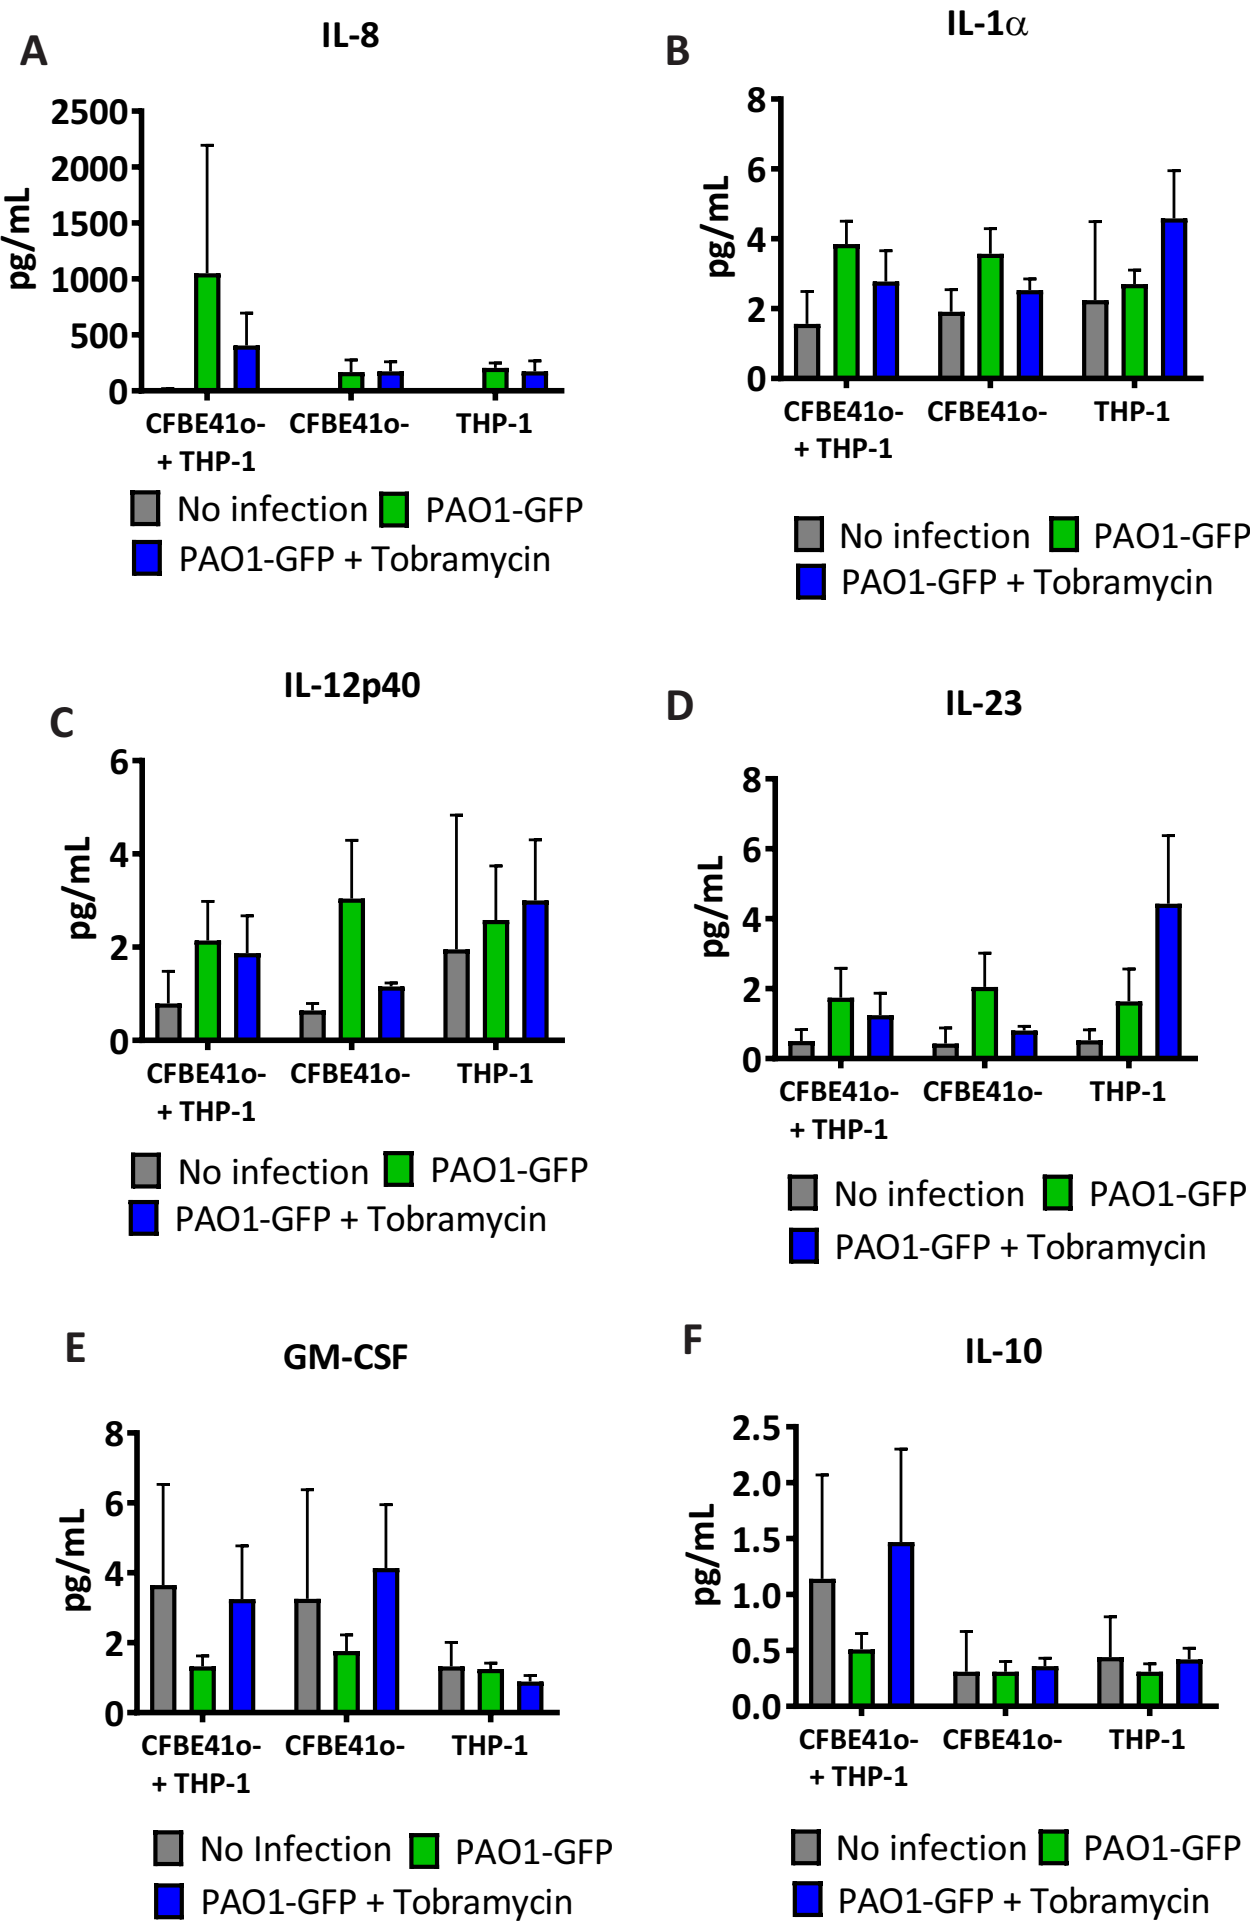 A
IL-8
pg/mL
2500
2000
1500
1000
500
0
CFBE41o-
+ THP-1
CFBE41o-
THP-1
No infection
PAO1-GFP
PAO1-GFP + Tobramycin
B
IL-1α
pg/mL
8
6
4
2
0
CFBE41o-
+ THP-1
CFBE41o-
THP-1
No infection
PAO1-GFP
PAO1-GFP + Tobramycin
C
IL-12p40
pg/mL
6
4
2
0
CFBE41o-
+ THP-1
CFBE41o-
THP-1
No infection
PAO1-GFP
PAO1-GFP + Tobramycin
D
IL-23
pg/mL
8
6
4
2
0
CFBE41o-
+ THP-1
CFBE41o-
THP-1
No infection
PAO1-GFP
PAO1-GFP + Tobramycin
E
GM-CSF
pg/mL
8
6
4
2
0
CFBE41o-
+ THP-1
CFBE41o-
THP-1
No Infection
PAO1-GFP
PAO1-GFP + Tobramycin
F
IL-10
pg/mL
2.5
2.0
1.5
1.0
0.5
0.0
CFBE41o-
+ THP-1
CFBE41o-
THP-1
No infection
PAO1-GFP
PAO1-GFP + Tobramycin